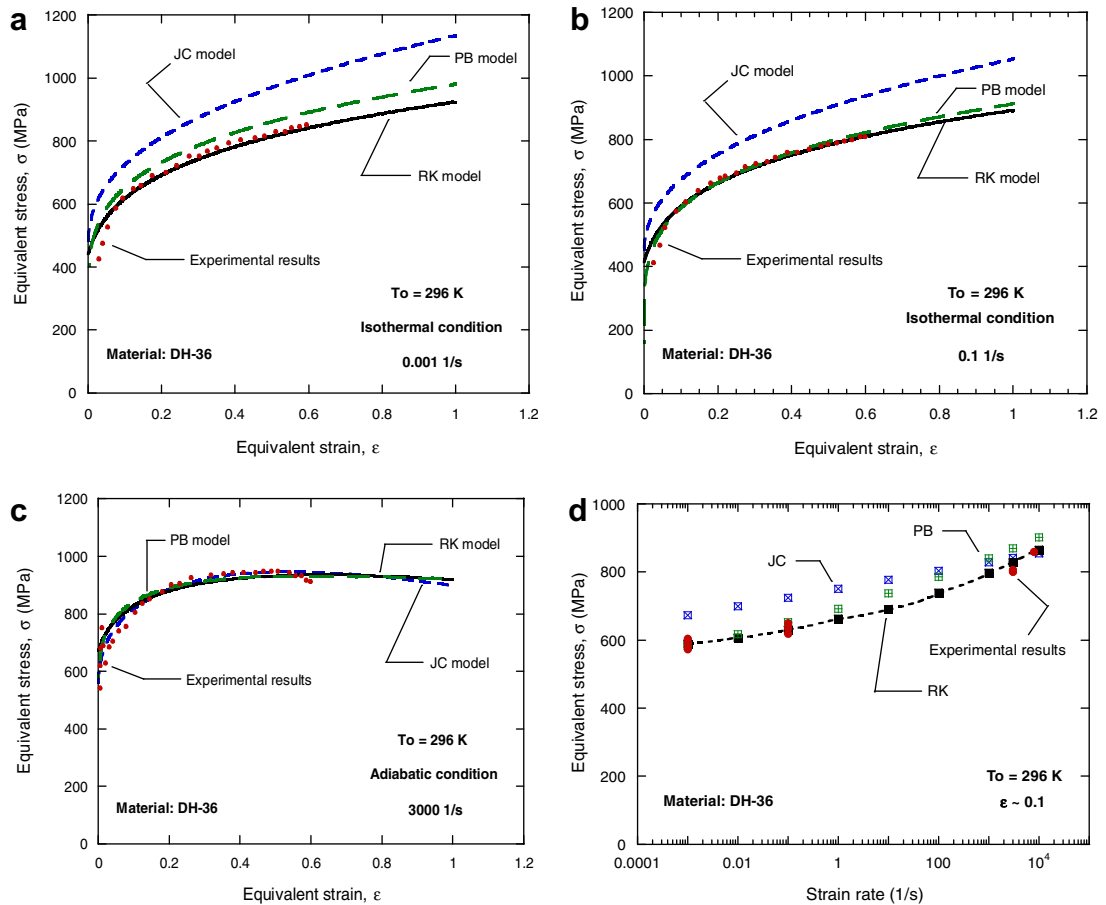 a
1200
1000
800
600
400
200
0
0
0.2
0.4
0.6
0.8
1
1.2
Equivalent stress, σ (MPa)
Equivalent strain, ε
JC model
PB model
RK model
Experimental results
To = 296 K
Isothermal condition
Material: DH-36
0.001 1/s
b
1200
1000
800
600
400
200
0
0
0.2
0.4
0.6
0.8
1
1.2
Equivalent stress, σ (MPa)
Equivalent strain, ε
JC model
PB model
RK model
Experimental results
To = 296 K
Isothermal condition
Material: DH-36
0.1 1/s
c
1200
1000
800
600
400
200
0
0
0.2
0.4
0.6
0.8
1
1.2
Equivalent stress, σ (MPa)
Equivalent strain, ε
PB model
RK model
JC model
Experimental results
To = 296 K
Adiabatic condition
Material: DH-36
3000 1/s
d
1000
800
600
400
200
0
0.0001
0.01
1
100
10⁴
Equivalent stress, σ (MPa)
Strain rate (1/s)
PB
JC
Experimental results
RK
To = 296 K
Material: DH-36
ε ~ 0.1